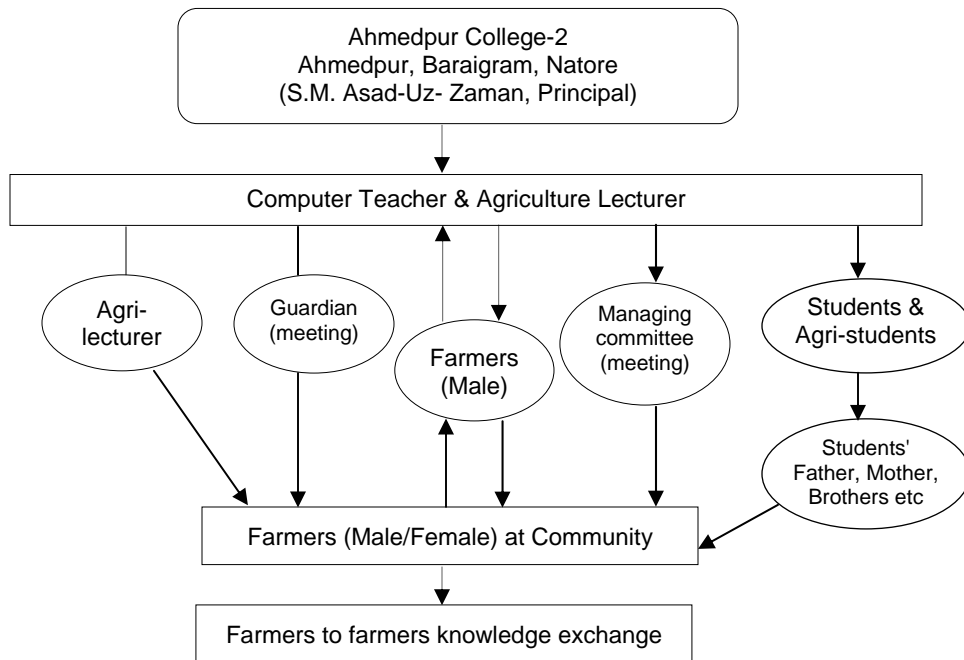 Ahmedpur College-2
Ahmedpur, Baraigram, Natore
(S.M. Asad-Uz- Zaman, Principal)
Computer Teacher & Agriculture Lecturer
Agri-
lecturer
Guardian
(meeting)
Farmers
(Male)
Managing
committee
(meeting)
Students &
Agri-students
Students'
Father, Mother,
Brothers etc
Farmers (Male/Female) at Community
Farmers to farmers knowledge exchange